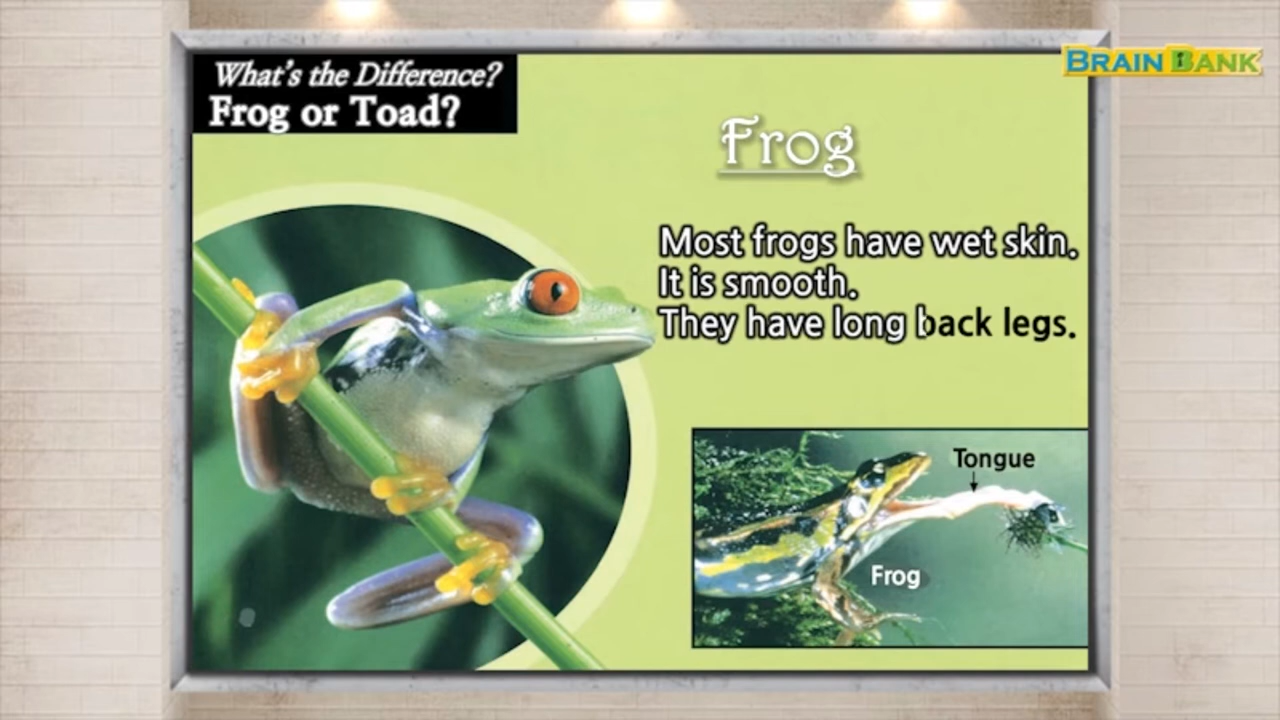 What's the Difference?
Frog or Toad?
BRAIN BANK
Frog
Most frogs have wet skin.
It is smooth.
They have long back legs.
Tongue
Frog